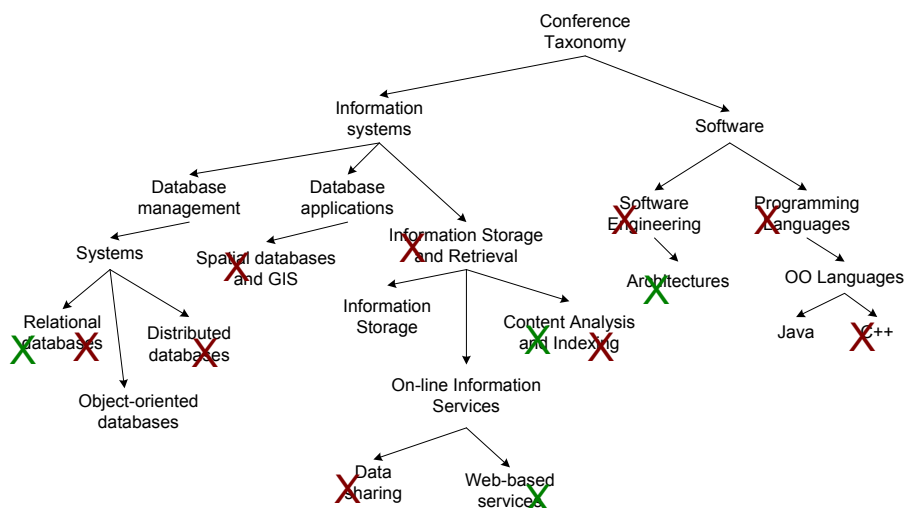 Conference
Taxonomy
Information
systems
Software
Database
management
Database
applications
Software
Engineering
Programming
Languages
Systems
Spatial databases
and GIS
Information Storage
and Retrieval
Architectures
OO Languages
Relational
databases
Distributed
databases
Information
Storage
Content Analysis
and Indexing
Java
C++
Object-oriented
databases
On-line Information
Services
Data
sharing
Web-based
services